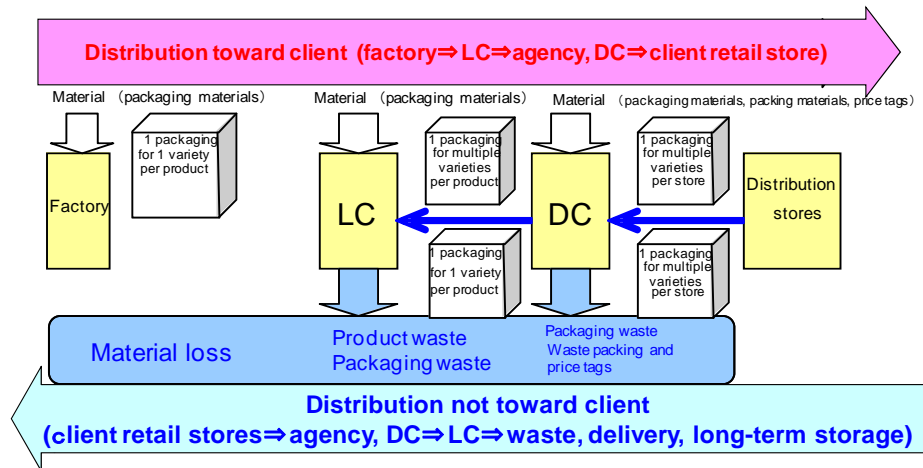 Distribution toward client (factory⇒LC⇒agency, DC⇒client retail store)
Material (packaging materials)
Material (packaging materials)
Material (packaging materials, packing materials, price tags)
1 packaging
for 1 variety
per product
1 packaging
for multiple
varieties
per product
1 packaging
for multiple
varieties
per store
Factory
LC
DC
Distribution
stores
1 packaging
for 1 variety
per product
1 packaging
for multiple
varieties
per store
Material loss
Product waste
Packaging waste
Packaging waste
Waste packing and
price tags
Distribution not toward client
(client retail stores⇒agency, DC⇒LC⇒waste, delivery, long-term storage)